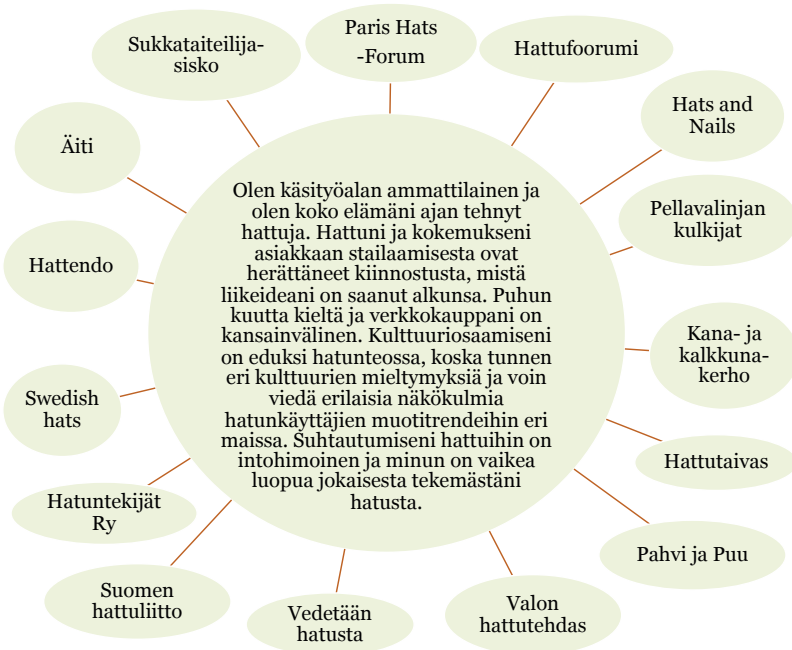 Paris Hats
-Forum
Sukkataiteilija-
sisko
Hattufoorumi
Hats and
Nails
Äiti
Pellavalinjan
kulkijat
Hattendo
Olen käsityöalan ammattilainen ja
olen koko elämäni ajan tehnyt
hattuja. Hattuni ja kokemukseni
asiakkaan stailaamisesta ovat
herättäneet kiinnostusta, mistä
liikeideani on saanut alkunsa. Puhun
kuutta kieltä ja verkkokauppani on
kansainvälinen. Kulttuuriosaamiseni
on eduksi hatunteossa, koska tunnen
eri kulttuurien mieltymyksiä ja voin
viedä erilaisia näkökulmia
hatunkäyttäjien muotitrendeihin eri
maissa. Suhtautumiseni hattuihin on
intohimoinen ja minun on vaikea
luopua jokaisesta tekemästäni
hatusta.
Kana- ja
kalkkuna-
kerho
Swedish
hats
Hattutaivas
Hatuntekijät
Ry
Pahvi ja Puu
Suomen
hattuliitto
Vedetään
hatusta
Valon
hattutehdas